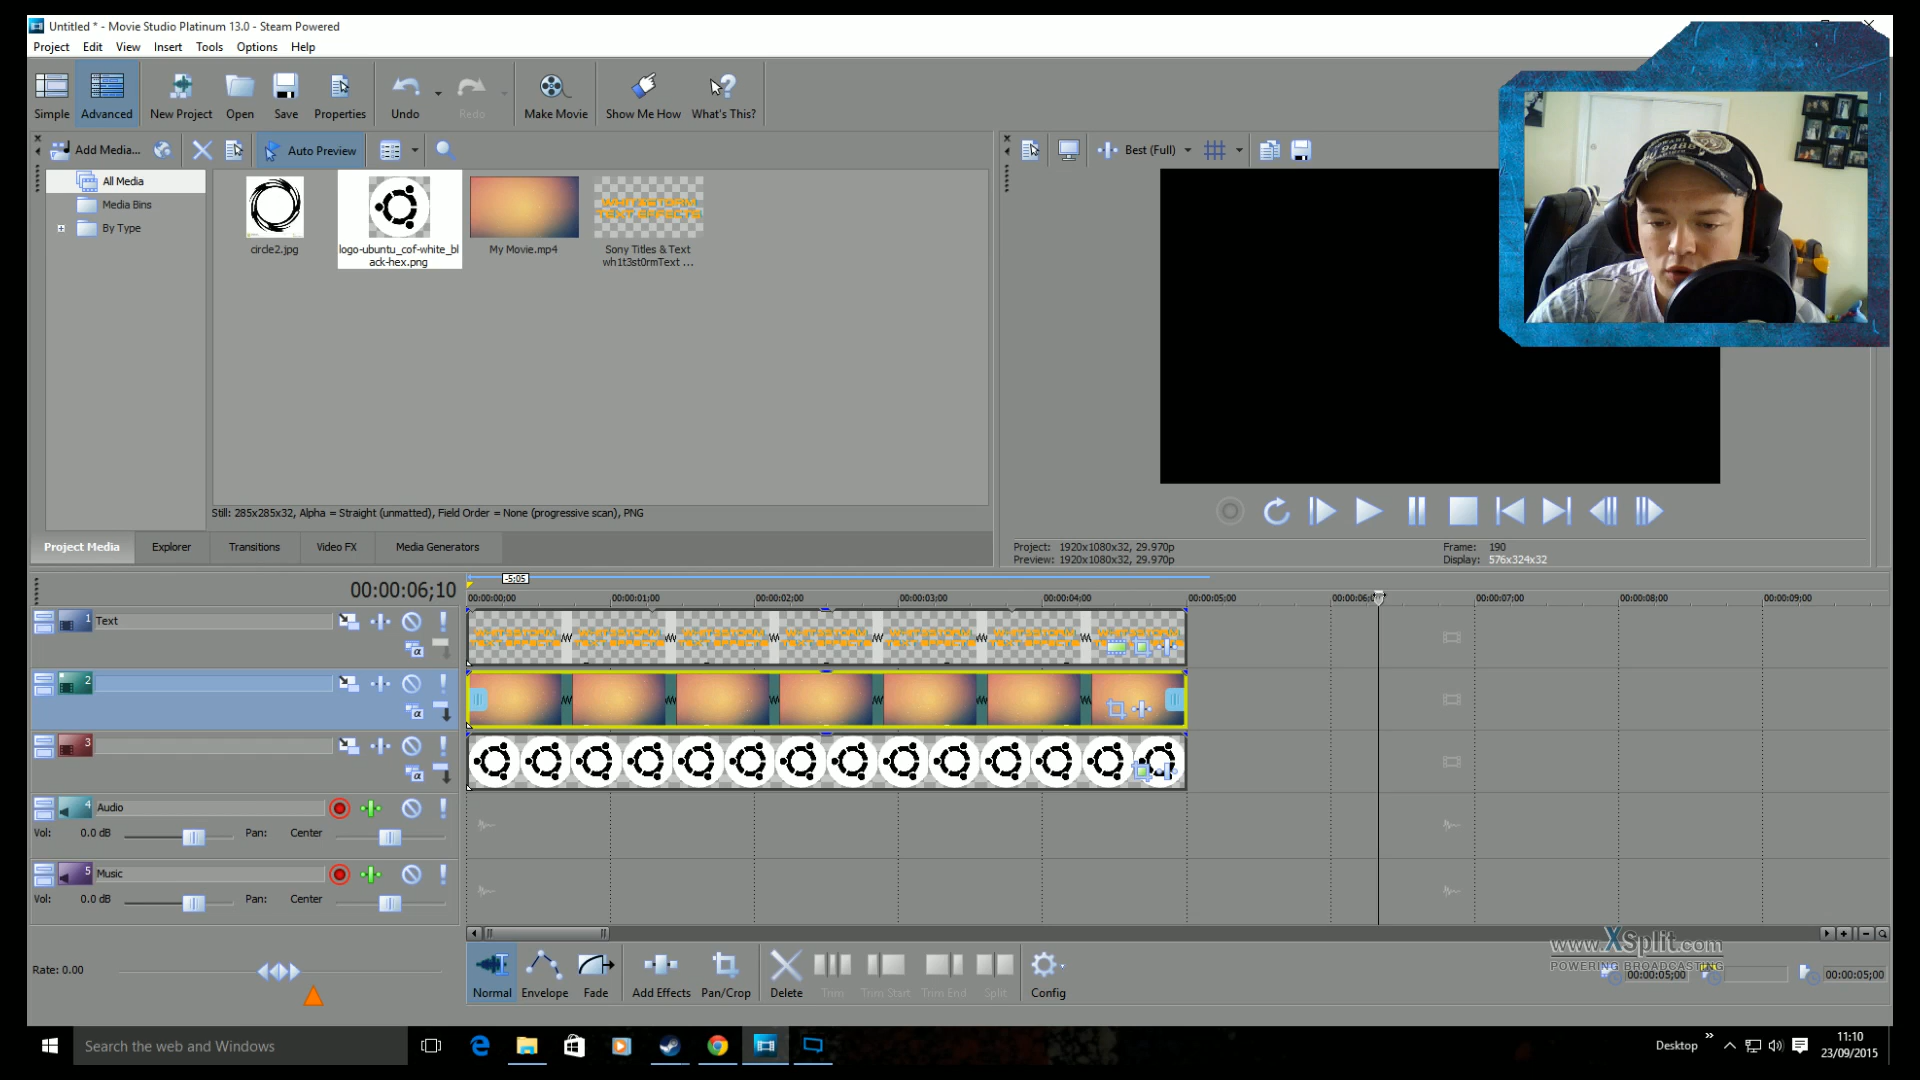 Untitled * - Movie Studio Platinum 13.0 - Steam Powered
Project Edit View Insert Tools Options Help
Simple Advanced New Project Open Save Properties Undo Redo Make Movie Show Me How What's This?
Add Media... Auto Preview Best (Full)
All Media
Media Bins
By Type
circle2.jpg
logo-ubuntu_cof-white_bl
ack-hex.png
My Movie.mp4
WH1T3ST0RM
TEXT EFFECTS
Sony Titles & Text
wh1t3st0rmText ...
Still: 285x285x32, Alpha = Straight (unmatted), Field Order = None (progressive scan), PNG
Project Media Explorer Transitions Video FX Media Generators
Project: 1920x1080x32, 29.970p
Preview: 1920x1080x32, 29.970p
Frame: 190
Display: 576x324x32
00:00:06;10
-5:05
00:00:00;00 00:00:01;00 00:00:02;00 00:00:03;00 00:00:04;00 00:00:05;00 00:00:07;00 00:00:08;00 00:00:09;00
1 Text
2
3
4 Audio
Vol: 0.0 dB Pan: Center
5 Music
Vol: 0.0 dB Pan: Center
Rate: 0.00
Normal Envelope Fade Add Effects Pan/Crop Delete Trim Trim Start Trim End Split Config
www.XSplit.com
POWERING BROADCASTING
00:00:05;00 00:00:05;00
Search the web and Windows
Desktop
11:10
23/09/2015